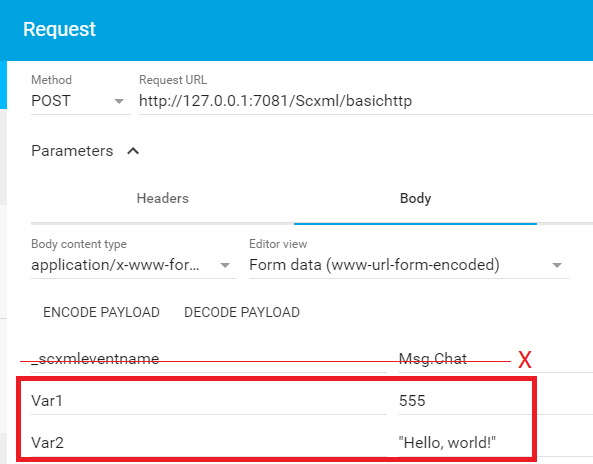 Request
Method Request URL
POST http://127.0.0.1:7081/Scxml/basichttp
Parameters
Headers Body
Body content type Editor view
application/x-www-for... Form data (www-url-form-encoded)
ENCODE PAYLOAD DECODE PAYLOAD
_scxmleventname Msg.Chat X
Var1 555
Var2 "Hello, world!"